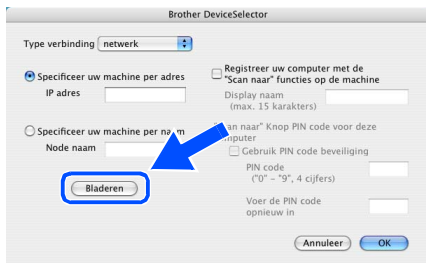 Brother DeviceSelector
Type verbinding netwerk
Specificeer uw machine per adres
IP adres
Specificeer uw machine per naam
Node naam
Bladeren
Registreer uw computer met de
"Scan naar" functies op de machine
Display naam
(max. 15 karakters)
"Scan naar" Knop PIN code voor deze
computer
Gebruik PIN code beveiliging
PIN code
("0" – "9", 4 cijfers)
Voer de PIN code
opnieuw in
Annuleer
OK